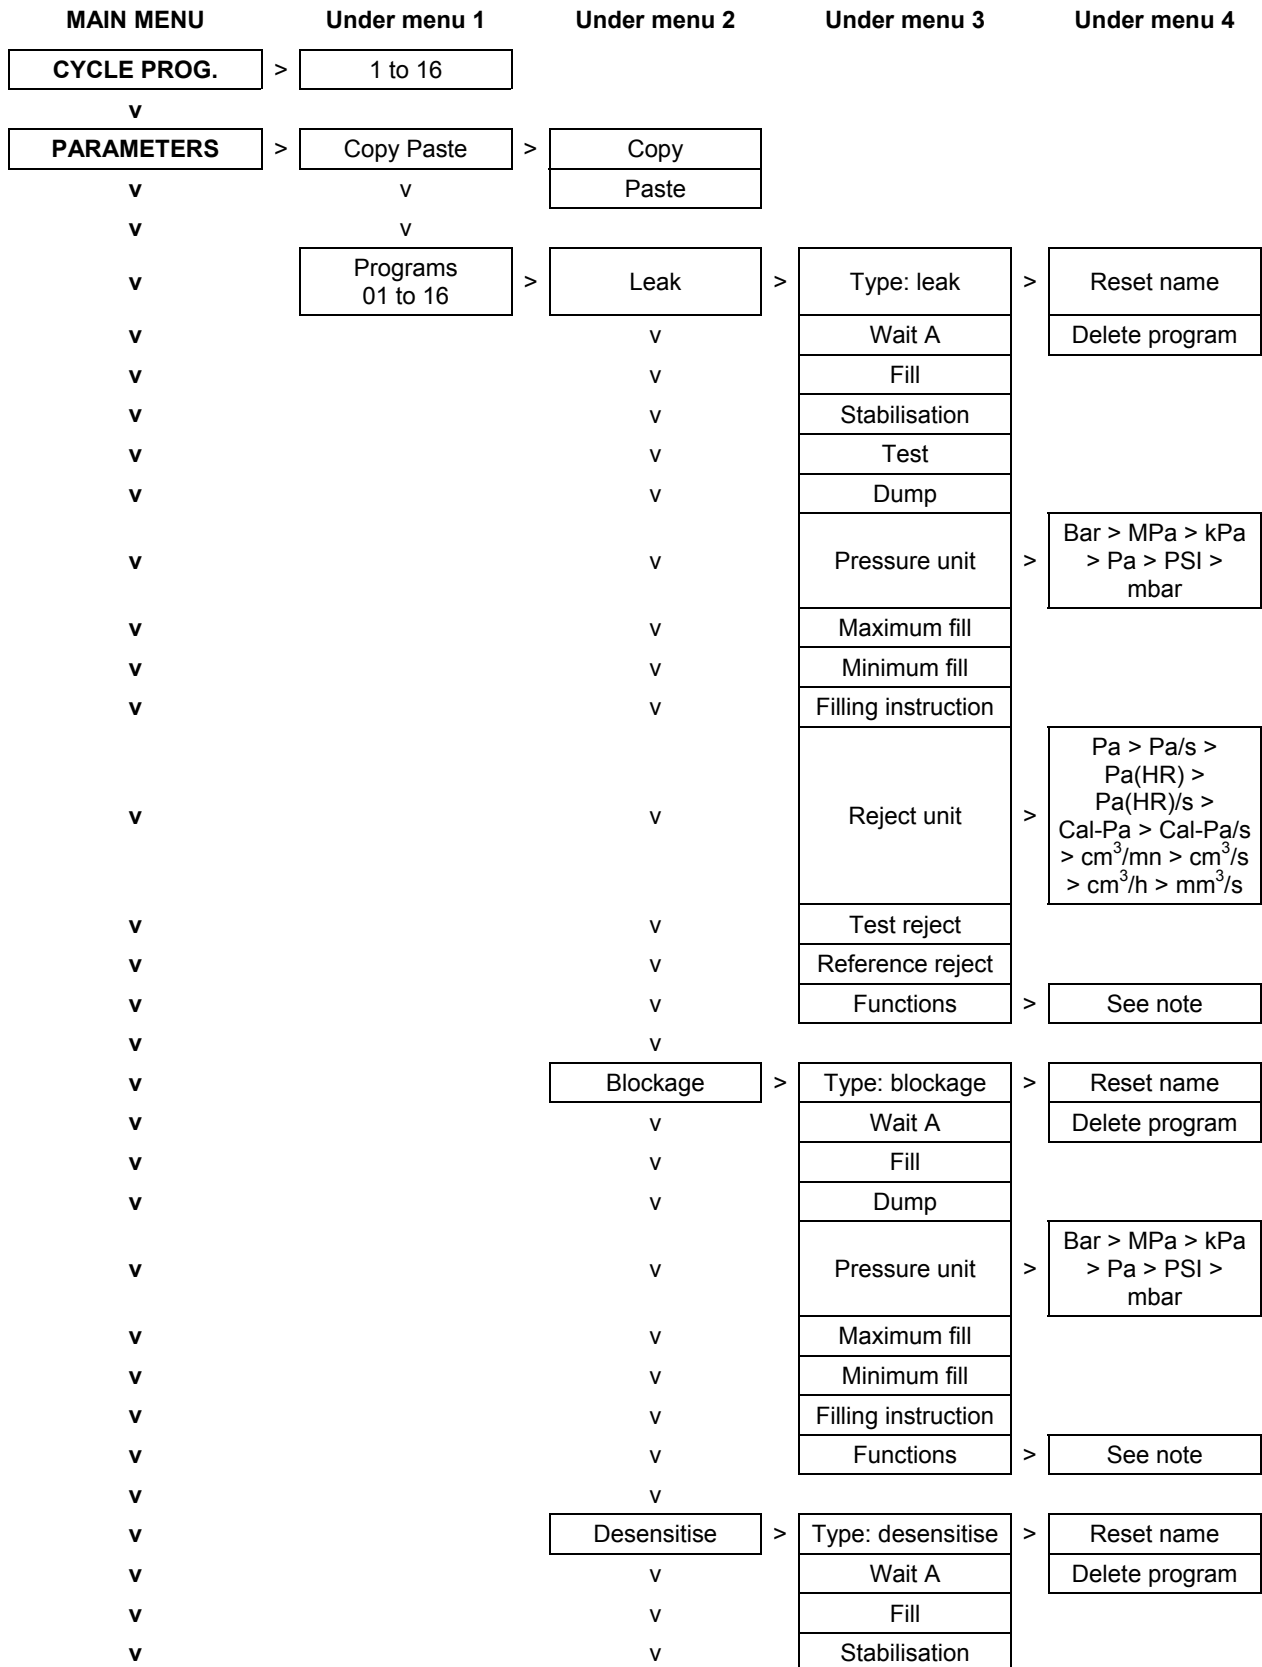 MAIN MENU Under menu 1 Under menu 2 Under menu 3 Under menu 4
CYCLE PROG. > 1 to 16
v
PARAMETERS > Copy Paste > Copy
v v Paste
v v
v Programs 01 to 16 > Leak > Type: leak > Reset name
v v Wait A Delete program
v v Fill
v v Stabilisation
v v Test
v v Dump
v v Pressure unit > Bar > MPa > kPa
> Pa > PSI >
mbar
v v Maximum fill
v v Minimum fill
v v Filling instruction
v v Reject unit > Pa > Pa/s >
Pa(HR) >
Pa(HR)/s >
Cal-Pa > Cal-Pa/s
> cm³/mn > cm³/s
> cm³/h > mm³/s
v v Test reject
v v Reference reject
v v Functions > See note
v v
v Blockage > Type: blockage > Reset name
v v Wait A Delete program
v v Fill
v v Dump
v v Pressure unit > Bar > MPa > kPa
> Pa > PSI >
mbar
v v Maximum fill
v v Minimum fill
v v Filling instruction
v v Functions > See note
v v
v Desensitise > Type: desensitise > Reset name
v v Wait A Delete program
v v Fill
v v Stabilisation